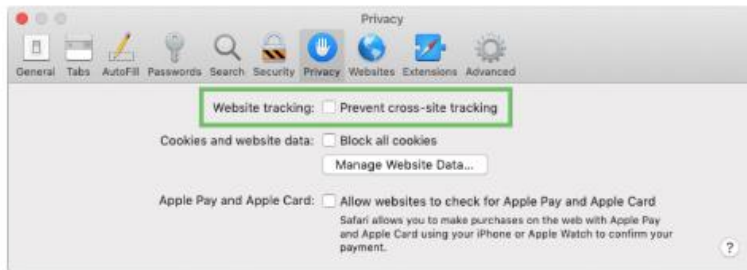 Privacy
General Tabs AutoFill Passwords Search Security Privacy Websites Extensions Advanced
Website tracking: Prevent cross-site tracking
Cookies and website data: Block all cookies
Manage Website Data...
Apple Pay and Apple Card: Allow websites to check for Apple Pay and Apple Card
Safari allows you to make purchases on the web with Apple Pay
and Apple Card using your iPhone or Apple Watch to confirm your
payment.
?